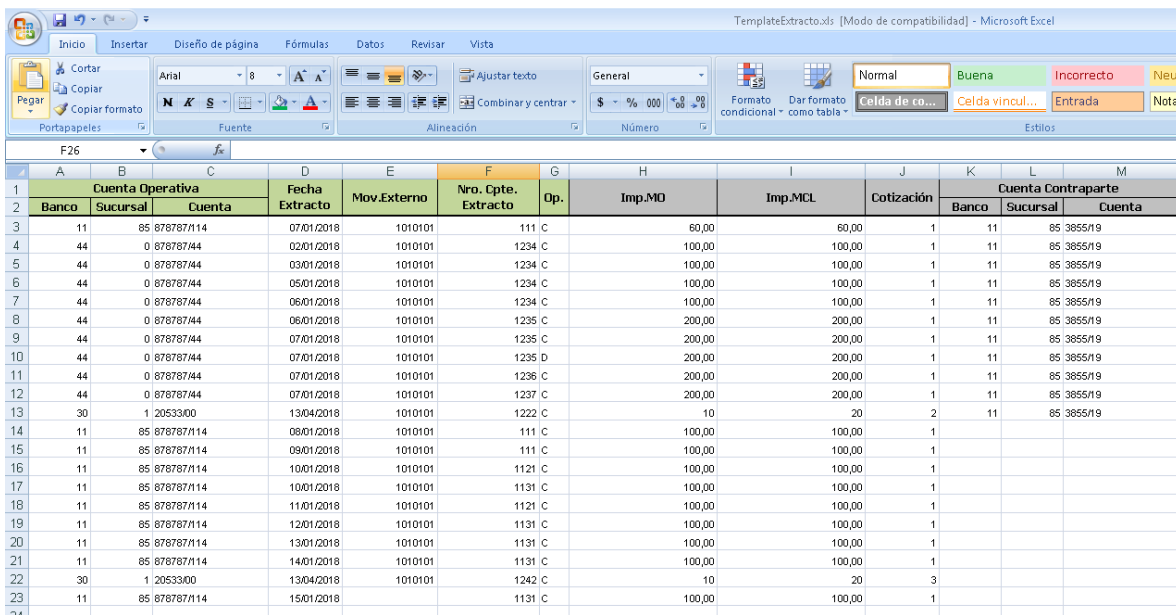 TemplateExtracto.xls [Modo de compatibilidad] - Microsoft Excel
Inicio Insertar Diseño de página Fórmulas Datos Revisar Vista
Cortar
Copiar
Copiar formato
Pegar
Portapapeles
Arial 8
N K S
Fuente
Ajustar texto
Combinar y centrar
Alineación
General
$ % 000
Número
Formato condicional
Dar formato como tabla
Normal Buena Incorrecto Neu
Celda de co... Celda vincul... Entrada Nota
Estilos
F26 fx
A B C D E F G H I J K L M
1 Cuenta Operativa Fecha Extracto Mov.Externo Nro. Cpte. Extracto Op. Imp.MO Imp.MCL Cotización Cuenta Contraparte
2 Banco Sucursal Cuenta Banco Sucursal Cuenta
3 11 85 878787/114 07/01/2018 1010101 111 C 60,00 60,00 1 11 85 3855/19
4 44 0 878787/44 02/01/2018 1010101 1234 C 100,00 100,00 1 11 85 3855/19
5 44 0 878787/44 03/01/2018 1010101 1234 C 100,00 100,00 1 11 85 3855/19
6 44 0 878787/44 05/01/2018 1010101 1234 C 100,00 100,00 1 11 85 3855/19
7 44 0 878787/44 06/01/2018 1010101 1234 C 100,00 100,00 1 11 85 3855/19
8 44 0 878787/44 06/01/2018 1010101 1235 C 200,00 200,00 1 11 85 3855/19
9 44 0 878787/44 07/01/2018 1010101 1235 C 200,00 200,00 1 11 85 3855/19
10 44 0 878787/44 07/01/2018 1010101 1235 D 200,00 200,00 1 11 85 3855/19
11 44 0 878787/44 07/01/2018 1010101 1236 C 200,00 200,00 1 11 85 3855/19
12 44 0 878787/44 07/01/2018 1010101 1237 C 200,00 200,00 1 11 85 3855/19
13 30 1 20533/00 13/04/2018 1010101 1222 C 10 20 2 11 85 3855/19
14 11 85 878787/114 08/01/2018 1010101 111 C 100,00 100,00 1
15 11 85 878787/114 09/01/2018 1010101 111 C 100,00 100,00 1
16 11 85 878787/114 10/01/2018 1010101 1121 C 100,00 100,00 1
17 11 85 878787/114 10/01/2018 1010101 1131 C 100,00 100,00 1
18 11 85 878787/114 11/01/2018 1010101 1121 C 100,00 100,00 1
19 11 85 878787/114 12/01/2018 1010101 1131 C 100,00 100,00 1
20 11 85 878787/114 13/01/2018 1010101 1131 C 100,00 100,00 1
21 11 85 878787/114 14/01/2018 1010101 1131 C 100,00 100,00 1
22 30 1 20533/00 13/04/2018 1010101 1242 C 10 20 3
23 11 85 878787/114 15/01/2018 1131 C 100,00 100,00 1